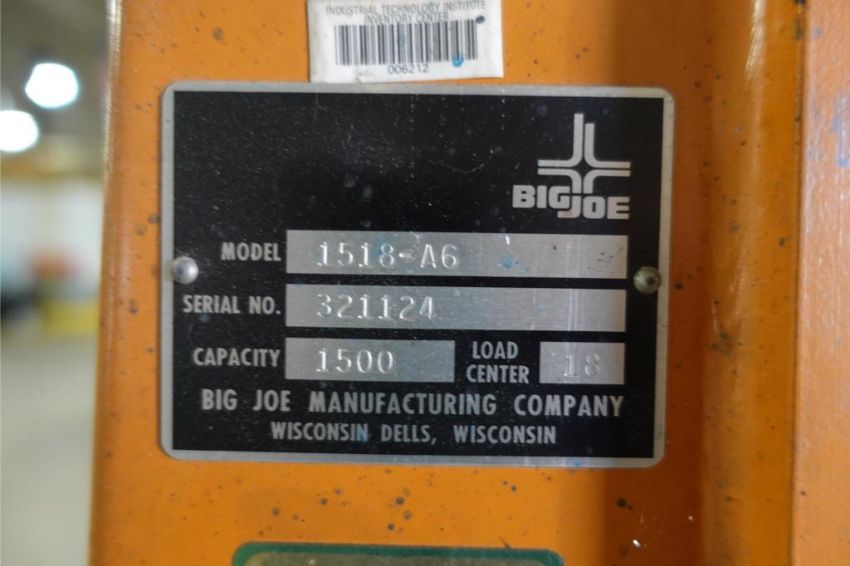 INDUSTRIAL TECHNOLOGY INSTITUTE
INVENTORY CENTER
006212
BIG JOE
MODEL 1518-A6
SERIAL NO. 321124
CAPACITY 1500 LOAD CENTER 18
BIG JOE MANUFACTURING COMPANY
WISCONSIN DELLS, WISCONSIN